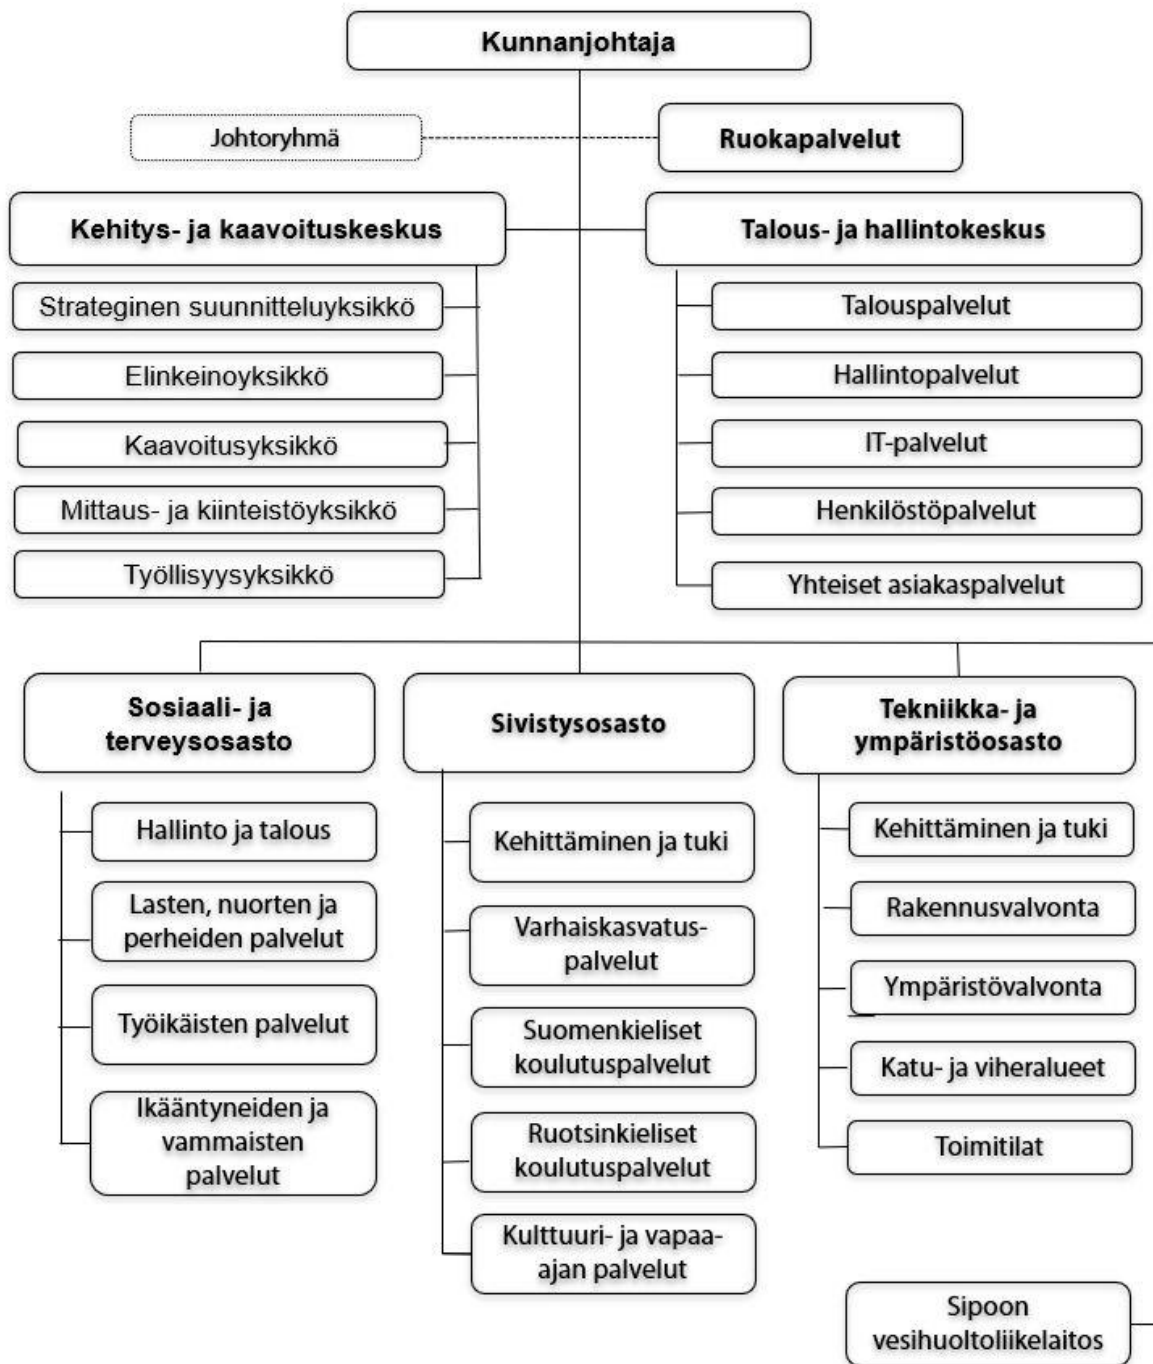 Kunnanjohtaja
Johtoryhmä
Ruokapalvelut
Kehitys- ja kaavoituskeskus
Strateginen suunnitteluyksikkö
Elinkeinoyksikkö
Kaavoitusyksikkö
Mittaus- ja kiinteistöyksikkö
Työllisyysyksikkö
Talous- ja hallintokeskus
Talouspalvelut
Hallintopalvelut
IT-palvelut
Henkilöstöpalvelut
Yhteiset asiakaspalvelut
Sosiaali- ja
terveysosasto
Hallinto ja talous
Lasten, nuorten ja
perheiden palvelut
Työikäisten palvelut
Ikääntyneiden ja
vammaisten
palvelut
Sivistysosasto
Kehittäminen ja tuki
Varhaiskasvatus-
palvelut
Suomenkieliset
koulutuspalvelut
Ruotsinkieliset
koulutuspalvelut
Kulttuuri- ja vapaa-
ajan palvelut
Tekniikka- ja
ympäristöosasto
Kehittäminen ja tuki
Rakennusvalvonta
Ympäristövalvonta
Katu- ja viheralueet
Toimitilat
Sipoon
vesihuoltoliikelaitos